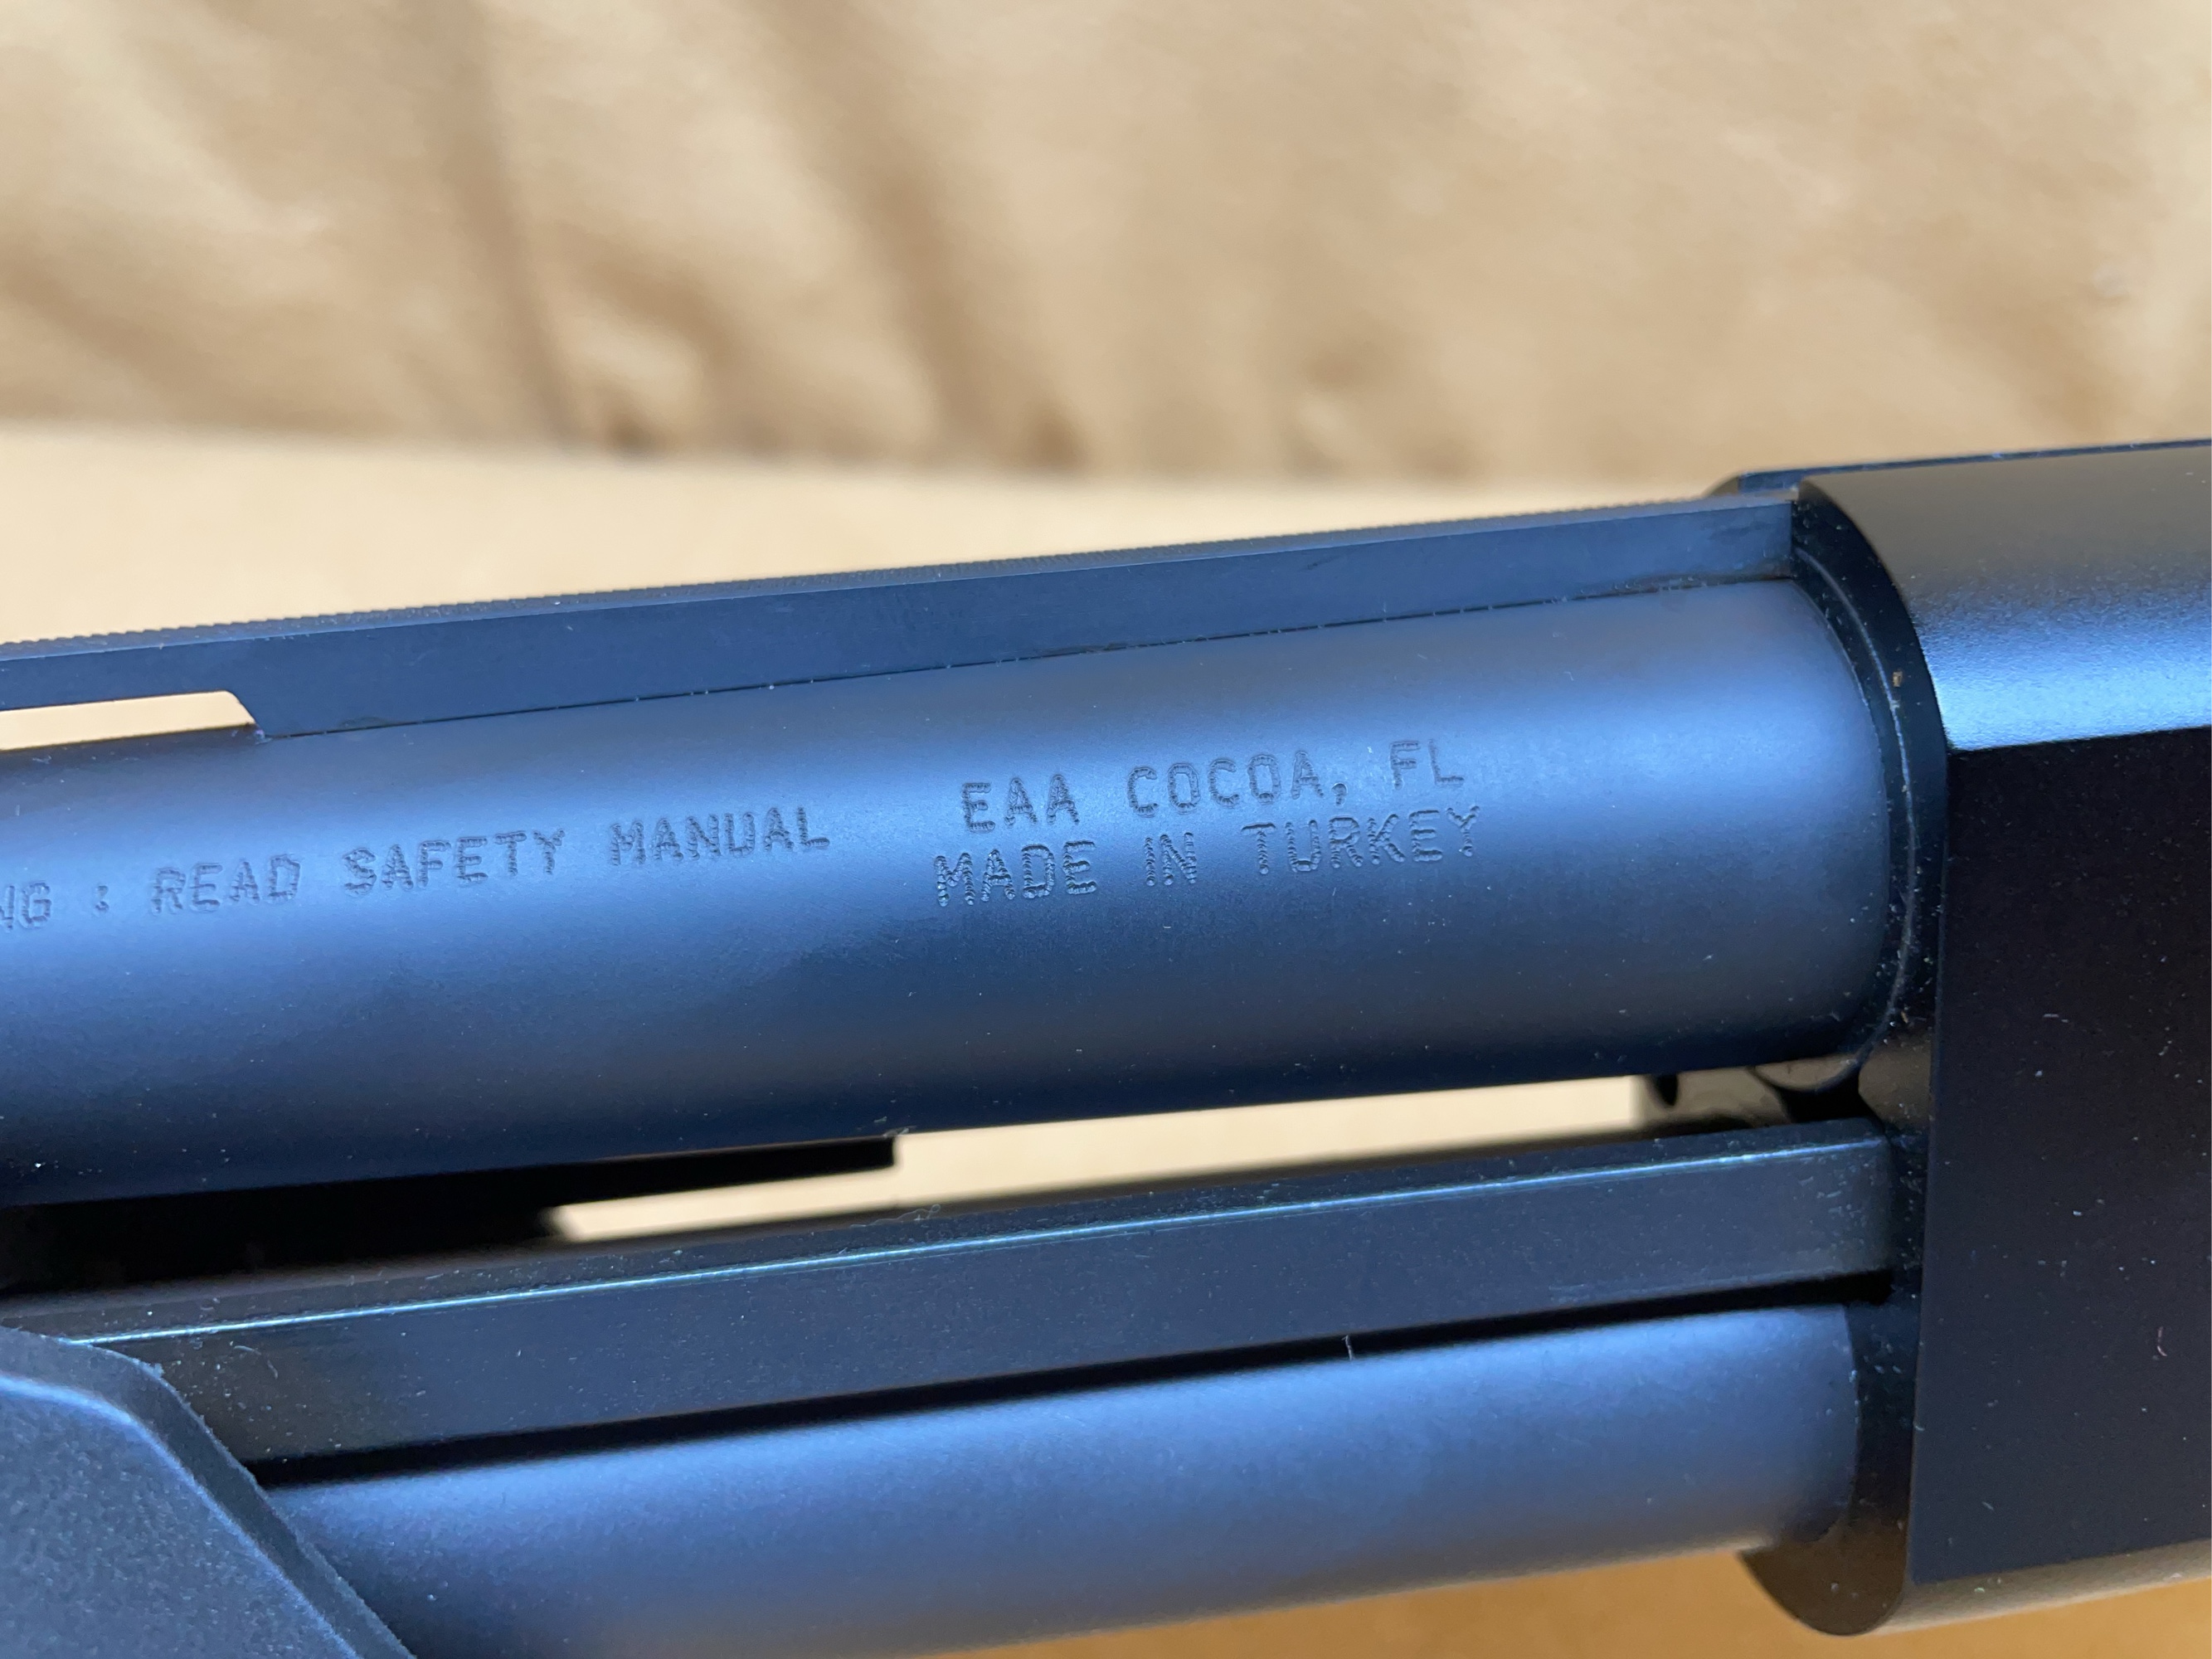 NG : READ SAFETY MANUAL
EAA COCOA, FL
MADE IN TURKEY